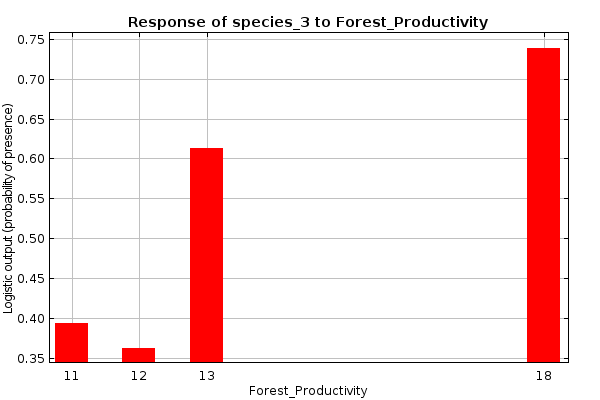 Response of species_3 to Forest_Productivity
Logistic output (probability of presence)
0.75
0.70
0.65
0.60
0.55
0.50
0.45
0.40
0.35
11 12 13 18
Forest_Productivity